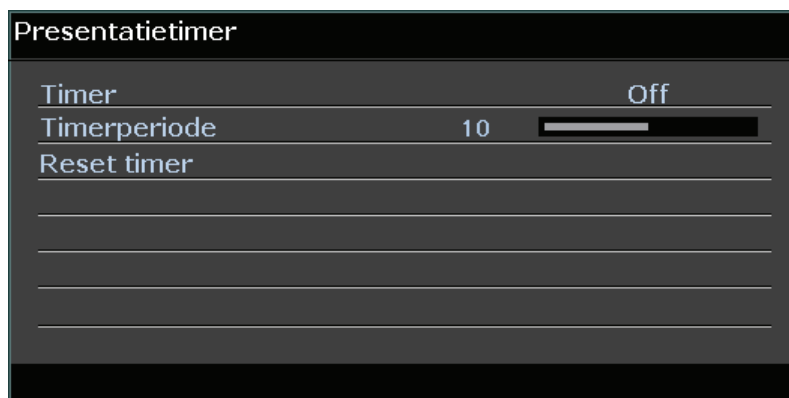 Presentatietimer
Timer Off
Timerperiode 10
Reset timer